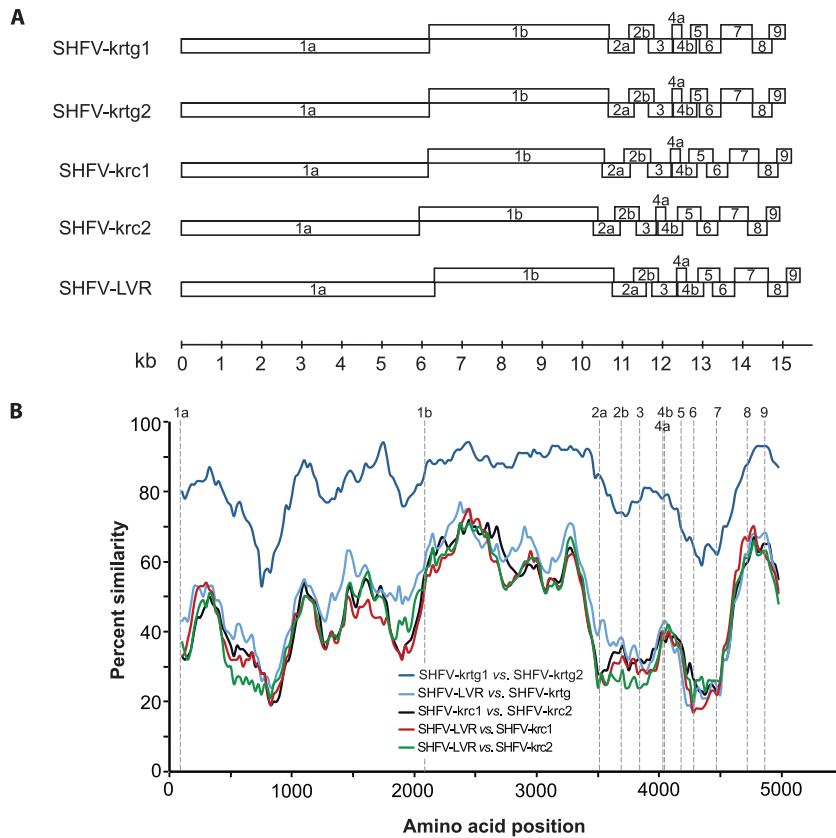 A
SHFV-krtg1 1a 1b 2a 2b 3 4a 4b 5 6 7 8 9
SHFV-krtg2 1a 1b 2a 2b 3 4a 4b 5 6 7 8 9
SHFV-krc1 1a 1b 2a 2b 3 4a 4b 5 6 7 8 9
SHFV-krc2 1a 1b 2a 2b 3 4a 4b 5 6 7 8 9
SHFV-LVR 1a 1b 2a 2b 3 4a 4b 5 6 7 8 9
kb 0 1 2 3 4 5 6 7 8 9 10 11 12 13 14 15
B
1a 1b 2a 2b 3 4b 5 6 7 8 9
4a
Percent similarity
100
80
60
40
20
0
SHFV-krtg1 vs. SHFV-krtg2
SHFV-LVR vs. SHFV-krtg
SHFV-krc1 vs. SHFV-krc2
SHFV-LVR vs. SHFV-krc1
SHFV-LVR vs. SHFV-krc2
0 1000 2000 3000 4000 5000
Amino acid position